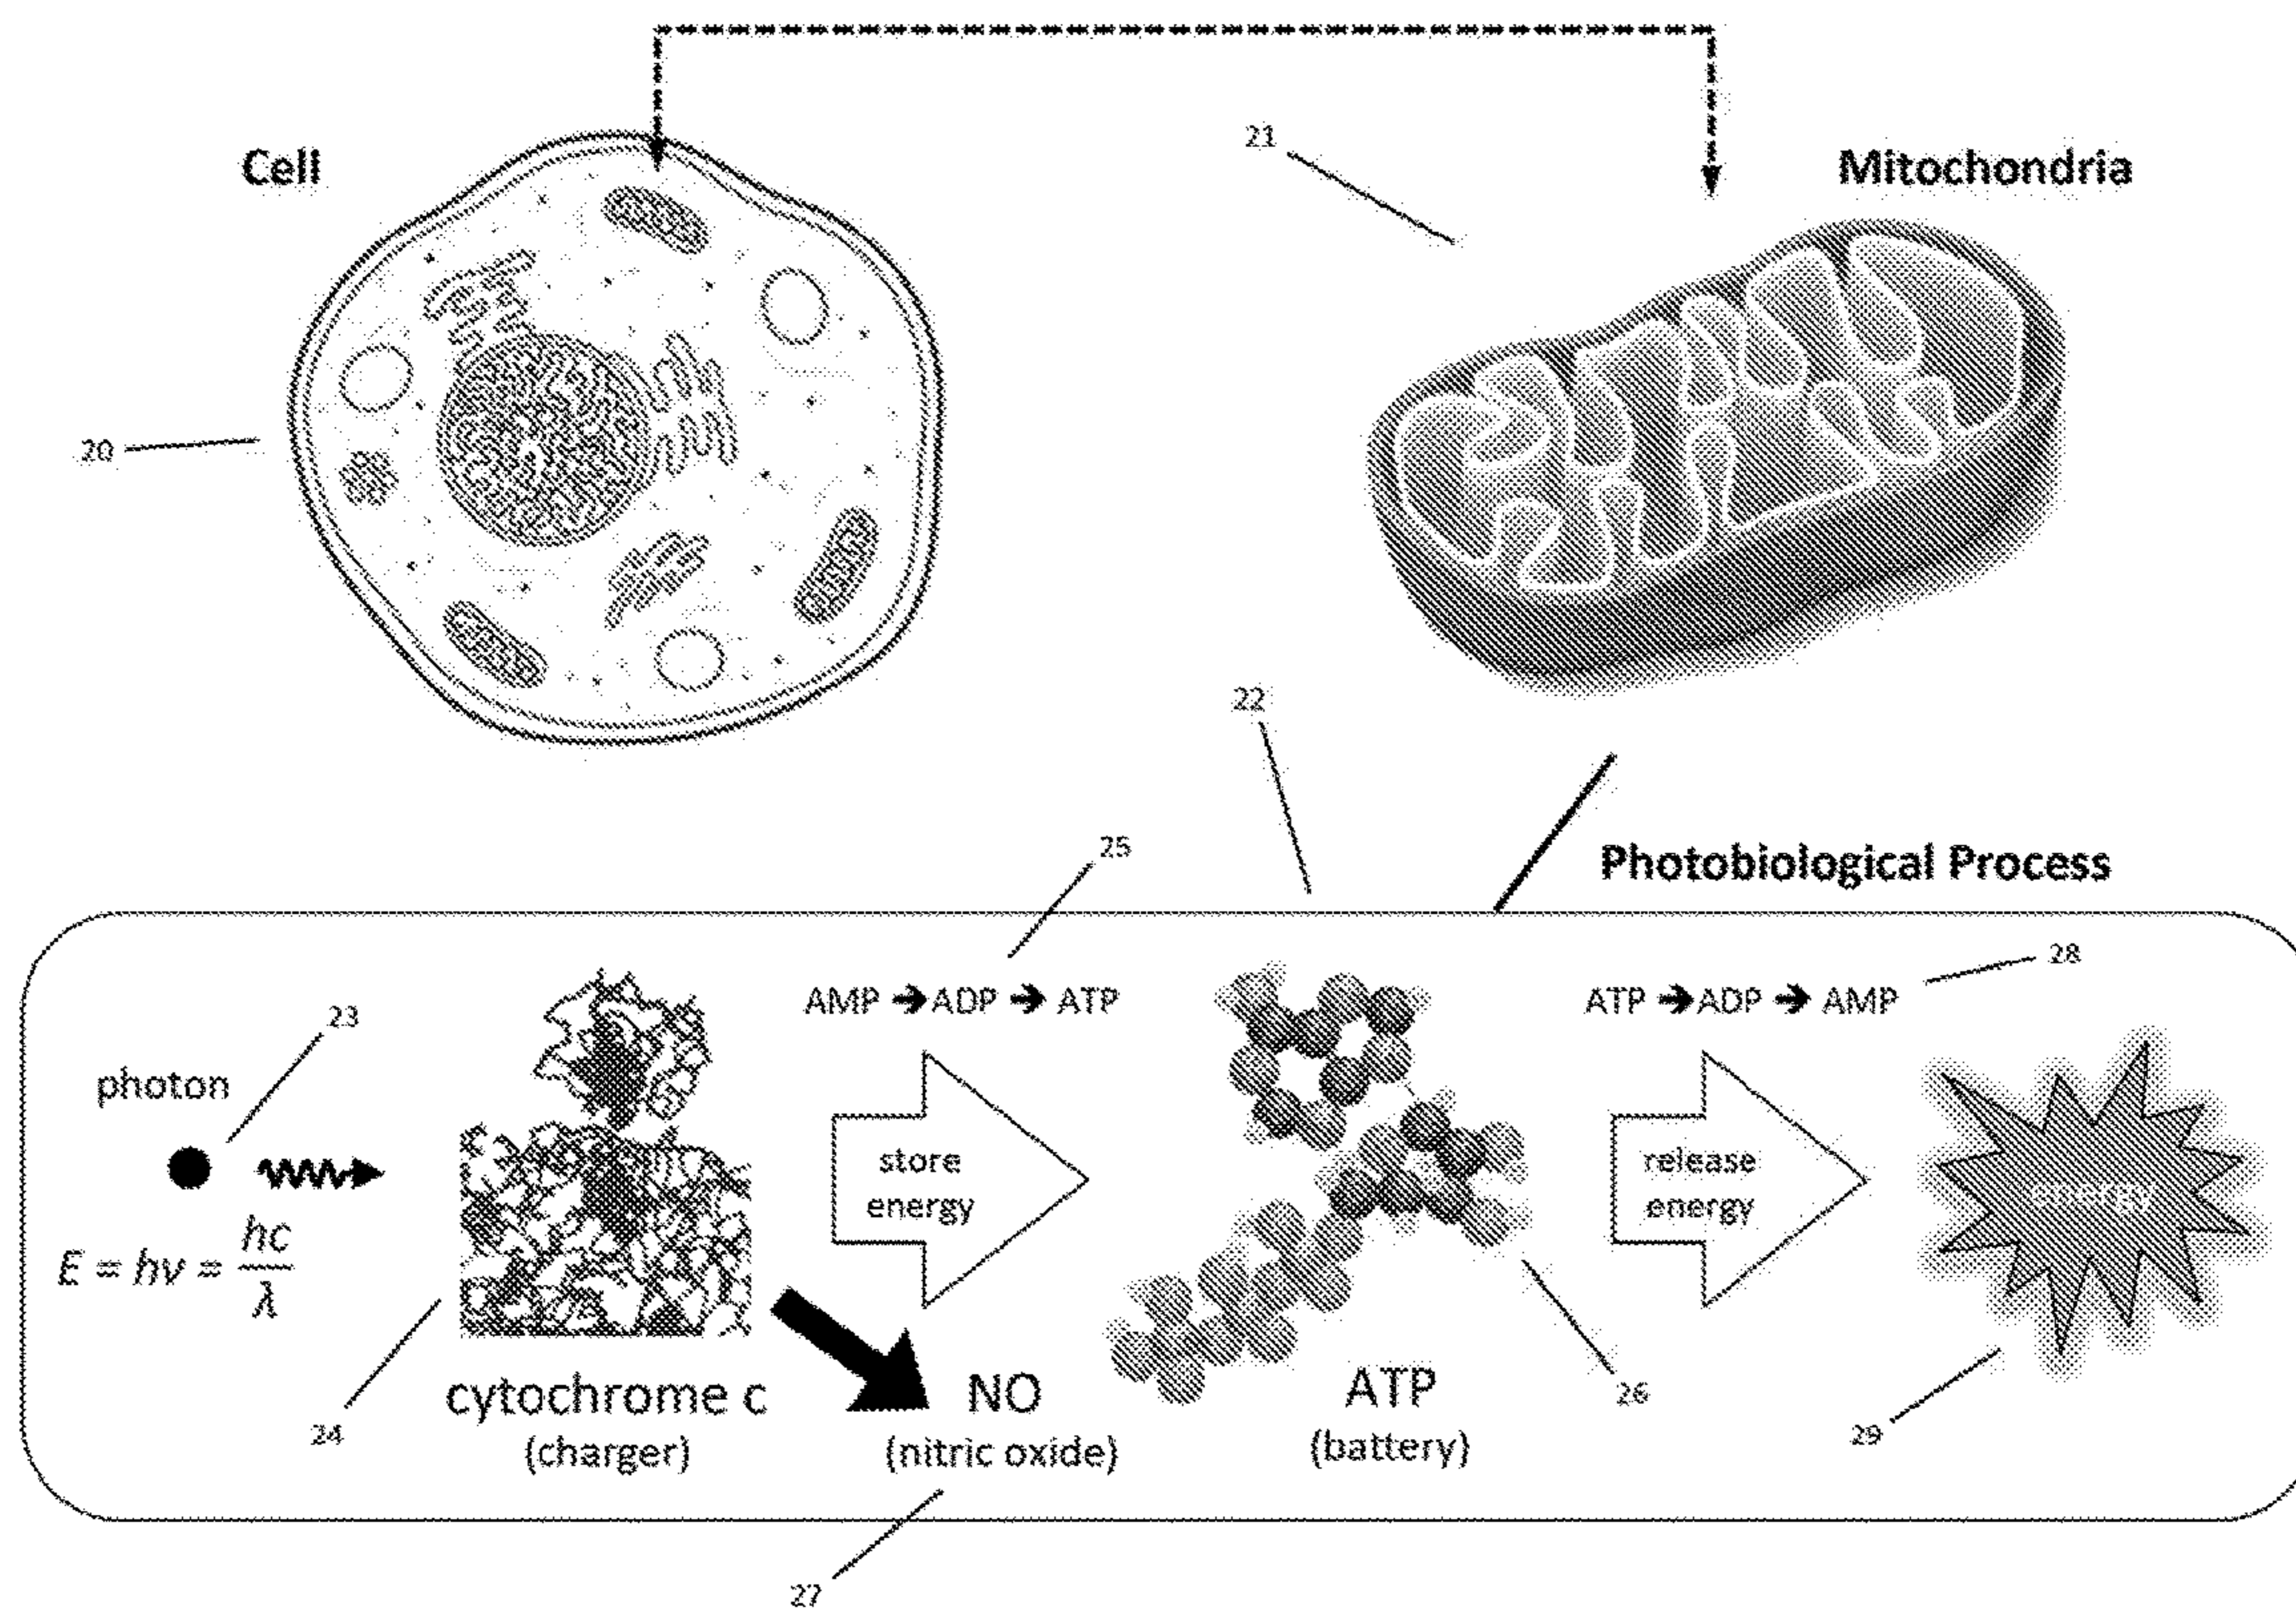 21
Cell
Mitochondria
20
22
25
Photobiological Process
28
23
AMP ➔ ADP ➔ ATP
ATP ➔ ADP ➔ AMP
photon
store
energy
release
energy
energy
E = hν = hc/λ
24
cytochrome c
(charger)
NO
(nitric oxide)
ATP
(battery)
26
29
27